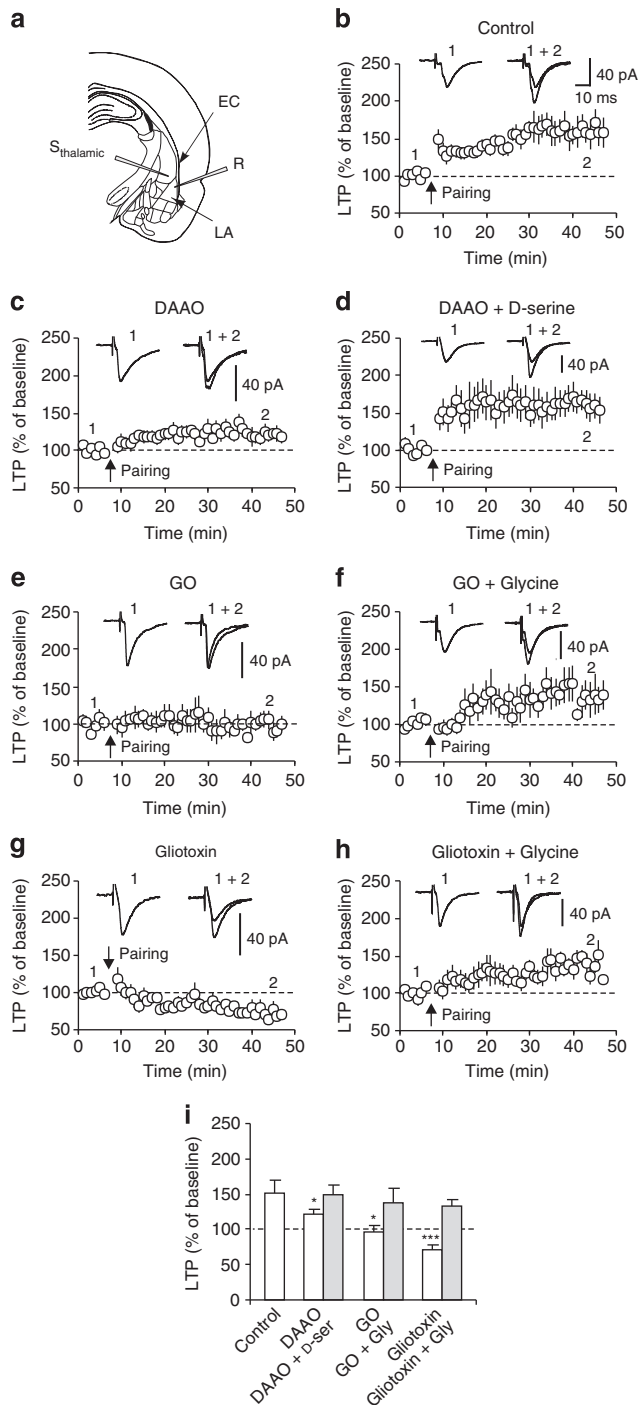 a
EC
S thalamic
R
LA
b
Control
1
1 + 2
40 pA
10 ms
LTP (% of baseline)
250
200
150
100
50
1
2
Pairing
0 10 20 30 40 50
Time (min)
c
DAAO
1
1 + 2
40 pA
LTP (% of baseline)
250
200
150
100
50
1
2
Pairing
0 10 20 30 40 50
Time (min)
d
DAAO + D-serine
1
1 + 2
40 pA
LTP (% of baseline)
250
200
150
100
50
1
2
Pairing
0 10 20 30 40 50
Time (min)
e
GO
1
1 + 2
40 pA
LTP (% of baseline)
250
200
150
100
50
1
2
Pairing
0 10 20 30 40 50
Time (min)
f
GO + Glycine
1
1 + 2
40 pA
LTP (% of baseline)
250
200
150
100
50
1
2
Pairing
0 10 20 30 40 50
Time (min)
g
Gliotoxin
1
1 + 2
40 pA
LTP (% of baseline)
250
200
150
100
50
Pairing
1
2
0 10 20 30 40 50
Time (min)
h
Gliotoxin + Glycine
1
1 + 2
40 pA
LTP (% of baseline)
250
200
150
100
50
1
2
Pairing
0 10 20 30 40 50
Time (min)
i
LTP (% of baseline)
250
200
150
100
50
0
*
*
***
Control
DAAO
DAAO + D-ser
GO
GO + Gly
Gliotoxin
Gliotoxin + Gly